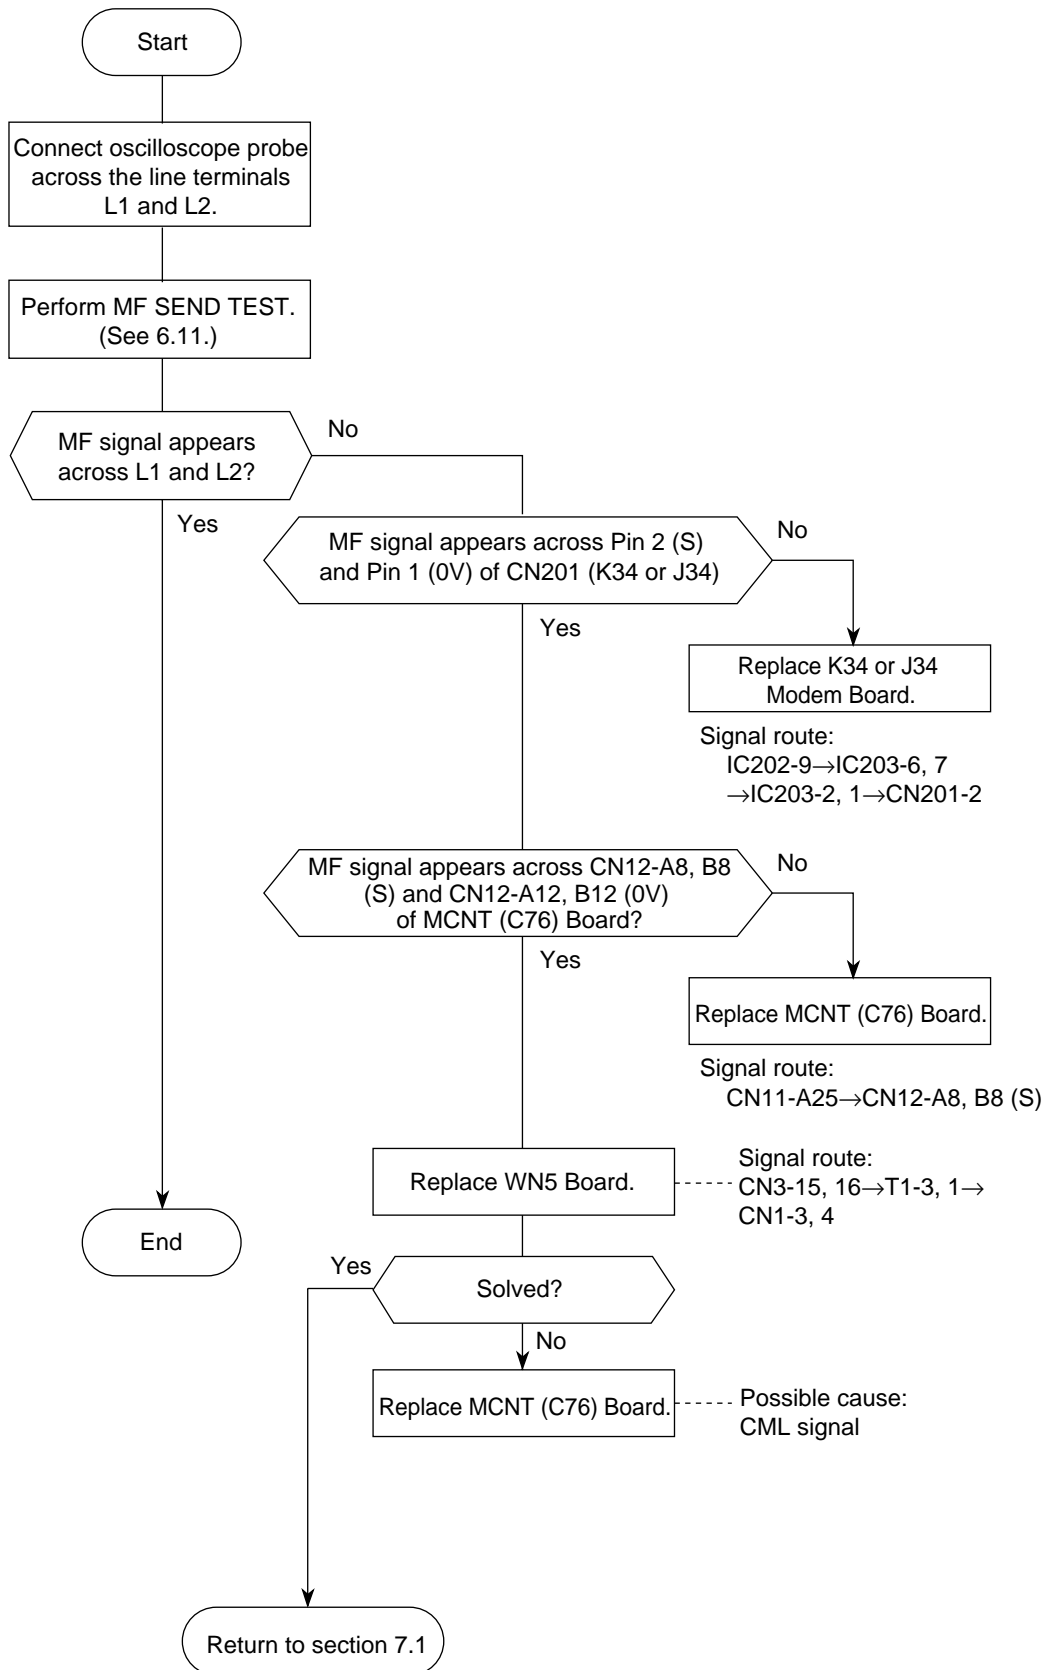 Start
Connect oscilloscope probe
across the line terminals
L1 and L2.
Perform MF SEND TEST.
(See 6.11.)
MF signal appears
across L1 and L2?
No
Yes
MF signal appears across Pin 2 (S)
and Pin 1 (0V) of CN201 (K34 or J34)
No
Yes
Replace K34 or J34
Modem Board.
Signal route:
IC202-9→IC203-6, 7
→IC203-2, 1→CN201-2
MF signal appears across CN12-A8, B8
(S) and CN12-A12, B12 (0V)
of MCNT (C76) Board?
No
Yes
Replace MCNT (C76) Board.
Signal route:
CN11-A25→CN12-A8, B8 (S)
Replace WN5 Board.
Signal route:
CN3-15, 16→T1-3, 1→
CN1-3, 4
End
Yes
Solved?
No
Replace MCNT (C76) Board.
Possible cause:
CML signal
Return to section 7.1